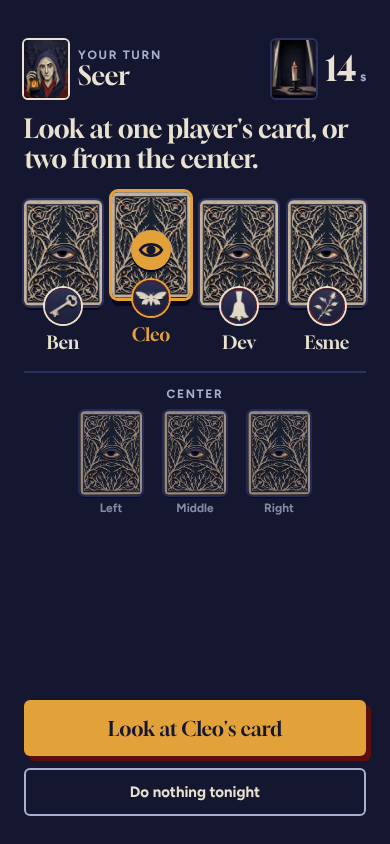 YOUR TURN
Seer
14 s
Look at one player's card, or
two from the center.
Ben
Cleo
Dev
Esme
CENTER
Left
Middle
Right
Look at Cleo's card
Do nothing tonight